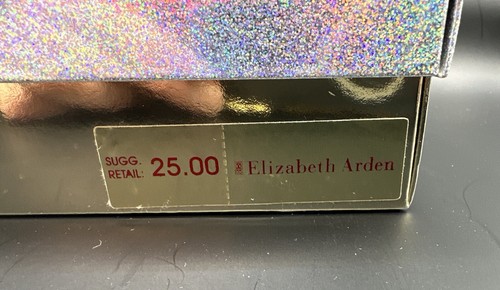 SUGG.
RETAIL: 25.00
Elizabeth Arden